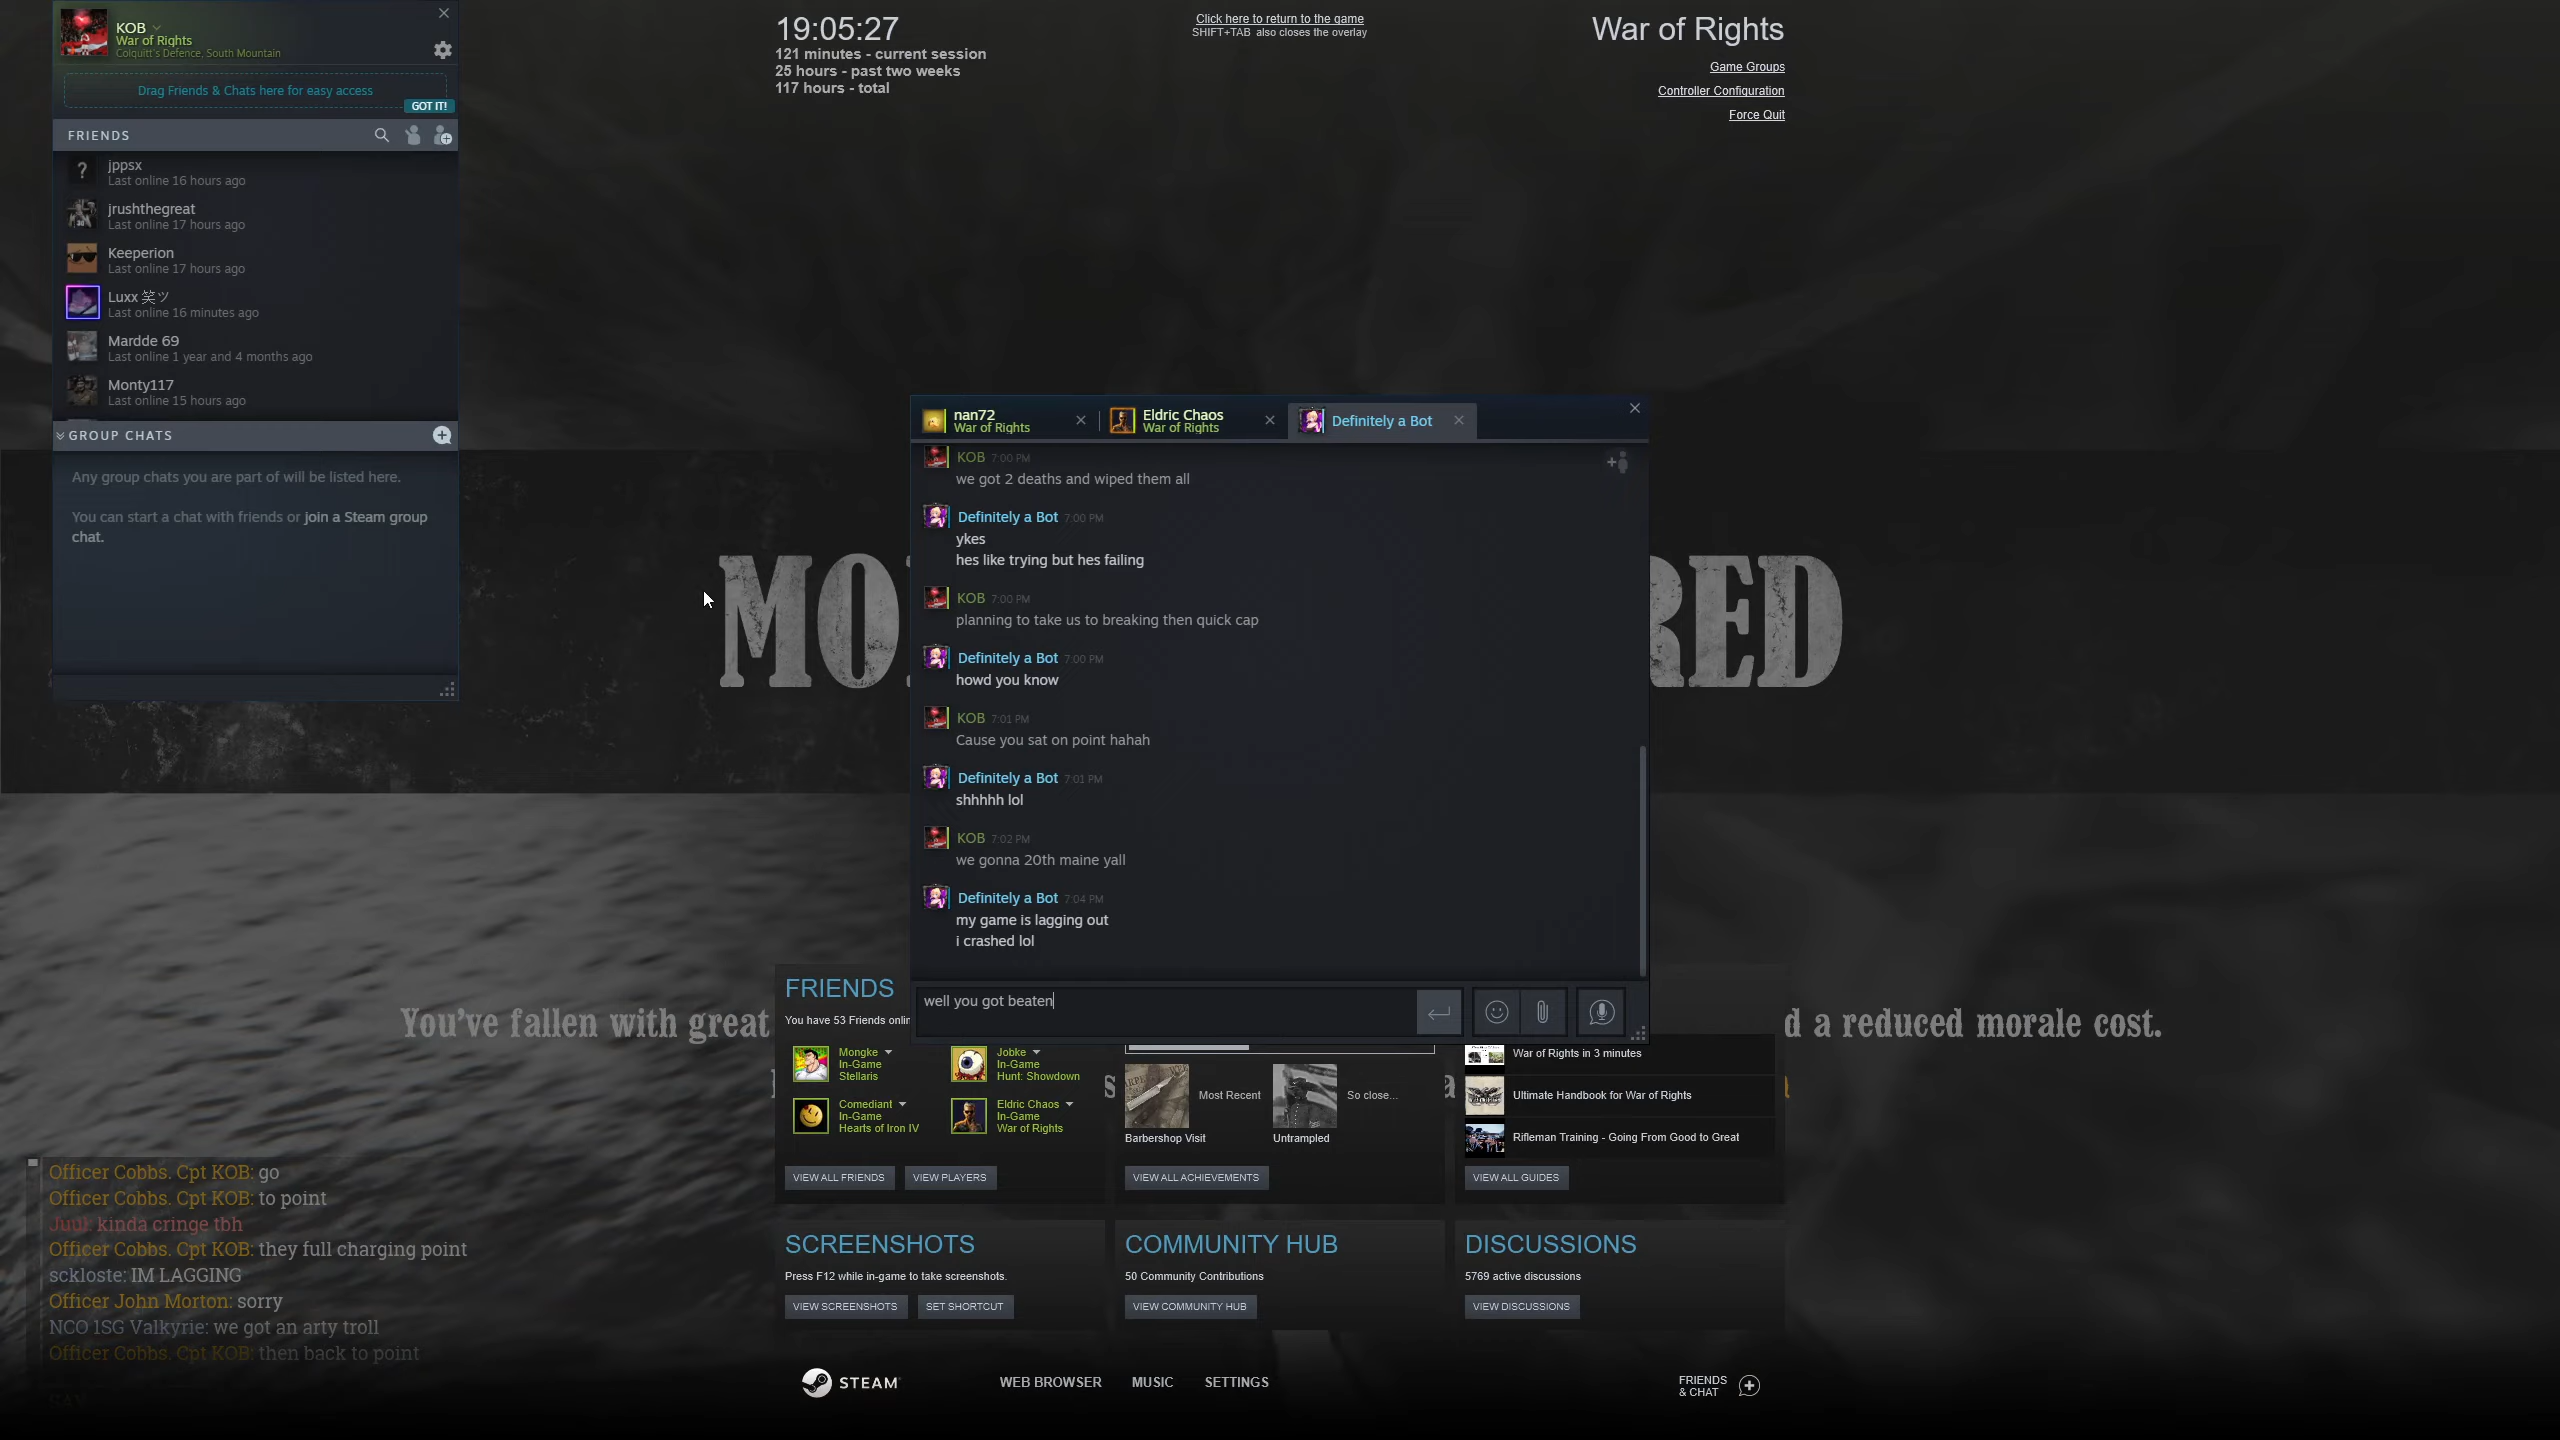 KOB
War of Rights
Colquitt's Defence, South Mountain
Drag Friends & Chats here for easy access
GOT IT!
FRIENDS
?
jppsx
Last online 16 hours ago
jrushthegreat
Last online 17 hours ago
Keeperion
Last online 17 hours ago
Luxx 笑ツ
Last online 16 minutes ago
Mardde 69
Last online 1 year and 4 months ago
Monty117
Last online 15 hours ago
GROUP CHATS
Any group chats you are part of will be listed here.
You can start a chat with friends or join a Steam group
chat.
19:05:27
121 minutes - current session
25 hours - past two weeks
117 hours - total
Click here to return to the game
SHIFT+TAB also closes the overlay
War of Rights
Game Groups
Controller Configuration
Force Quit
nan72
War of Rights
Eldric Chaos
War of Rights
Definitely a Bot
KOB 7:00 PM
we got 2 deaths and wiped them all
Definitely a Bot 7:00 PM
ykes
hes like trying but hes failing
KOB 7:00 PM
planning to take us to breaking then quick cap
Definitely a Bot 7:00 PM
howd you know
KOB 7:01 PM
Cause you sat on point hahah
Definitely a Bot 7:01 PM
shhhhh lol
KOB 7:02 PM
we gonna 20th maine yall
Definitely a Bot 7:04 PM
my game is lagging out
i crashed lol
well you got beaten
MO RED
You've fallen with great
d a reduced morale cost.
FRIENDS
You have 53 Friends onlin
Mongke
In-Game
Stellaris
Jobke
In-Game
Hunt: Showdown
Comediant
In-Game
Hearts of Iron IV
Eldric Chaos
In-Game
War of Rights
VIEW ALL FRIENDS
VIEW PLAYERS
Most Recent
Barbershop Visit
So close...
Untrampled
VIEW ALL ACHIEVEMENTS
War of Rights in 3 minutes
Ultimate Handbook for War of Rights
Rifleman Training - Going From Good to Great
VIEW ALL GUIDES
SCREENSHOTS
Press F12 while in-game to take screenshots.
VIEW SCREENSHOTS
SET SHORTCUT
COMMUNITY HUB
50 Community Contributions
VIEW COMMUNITY HUB
DISCUSSIONS
5769 active discussions
VIEW DISCUSSIONS
Officer Cobbs. Cpt KOB: go
Officer Cobbs. Cpt KOB: to point
Juul: kinda cringe tbh
Officer Cobbs. Cpt KOB: they full charging point
sckloste: IM LAGGING
Officer John Morton: sorry
NCO 1SG Valkyrie: we got an arty troll
Officer Cobbs. Cpt KOB: then back to point
SAY
STEAM
WEB BROWSER
MUSIC
SETTINGS
FRIENDS
& CHAT